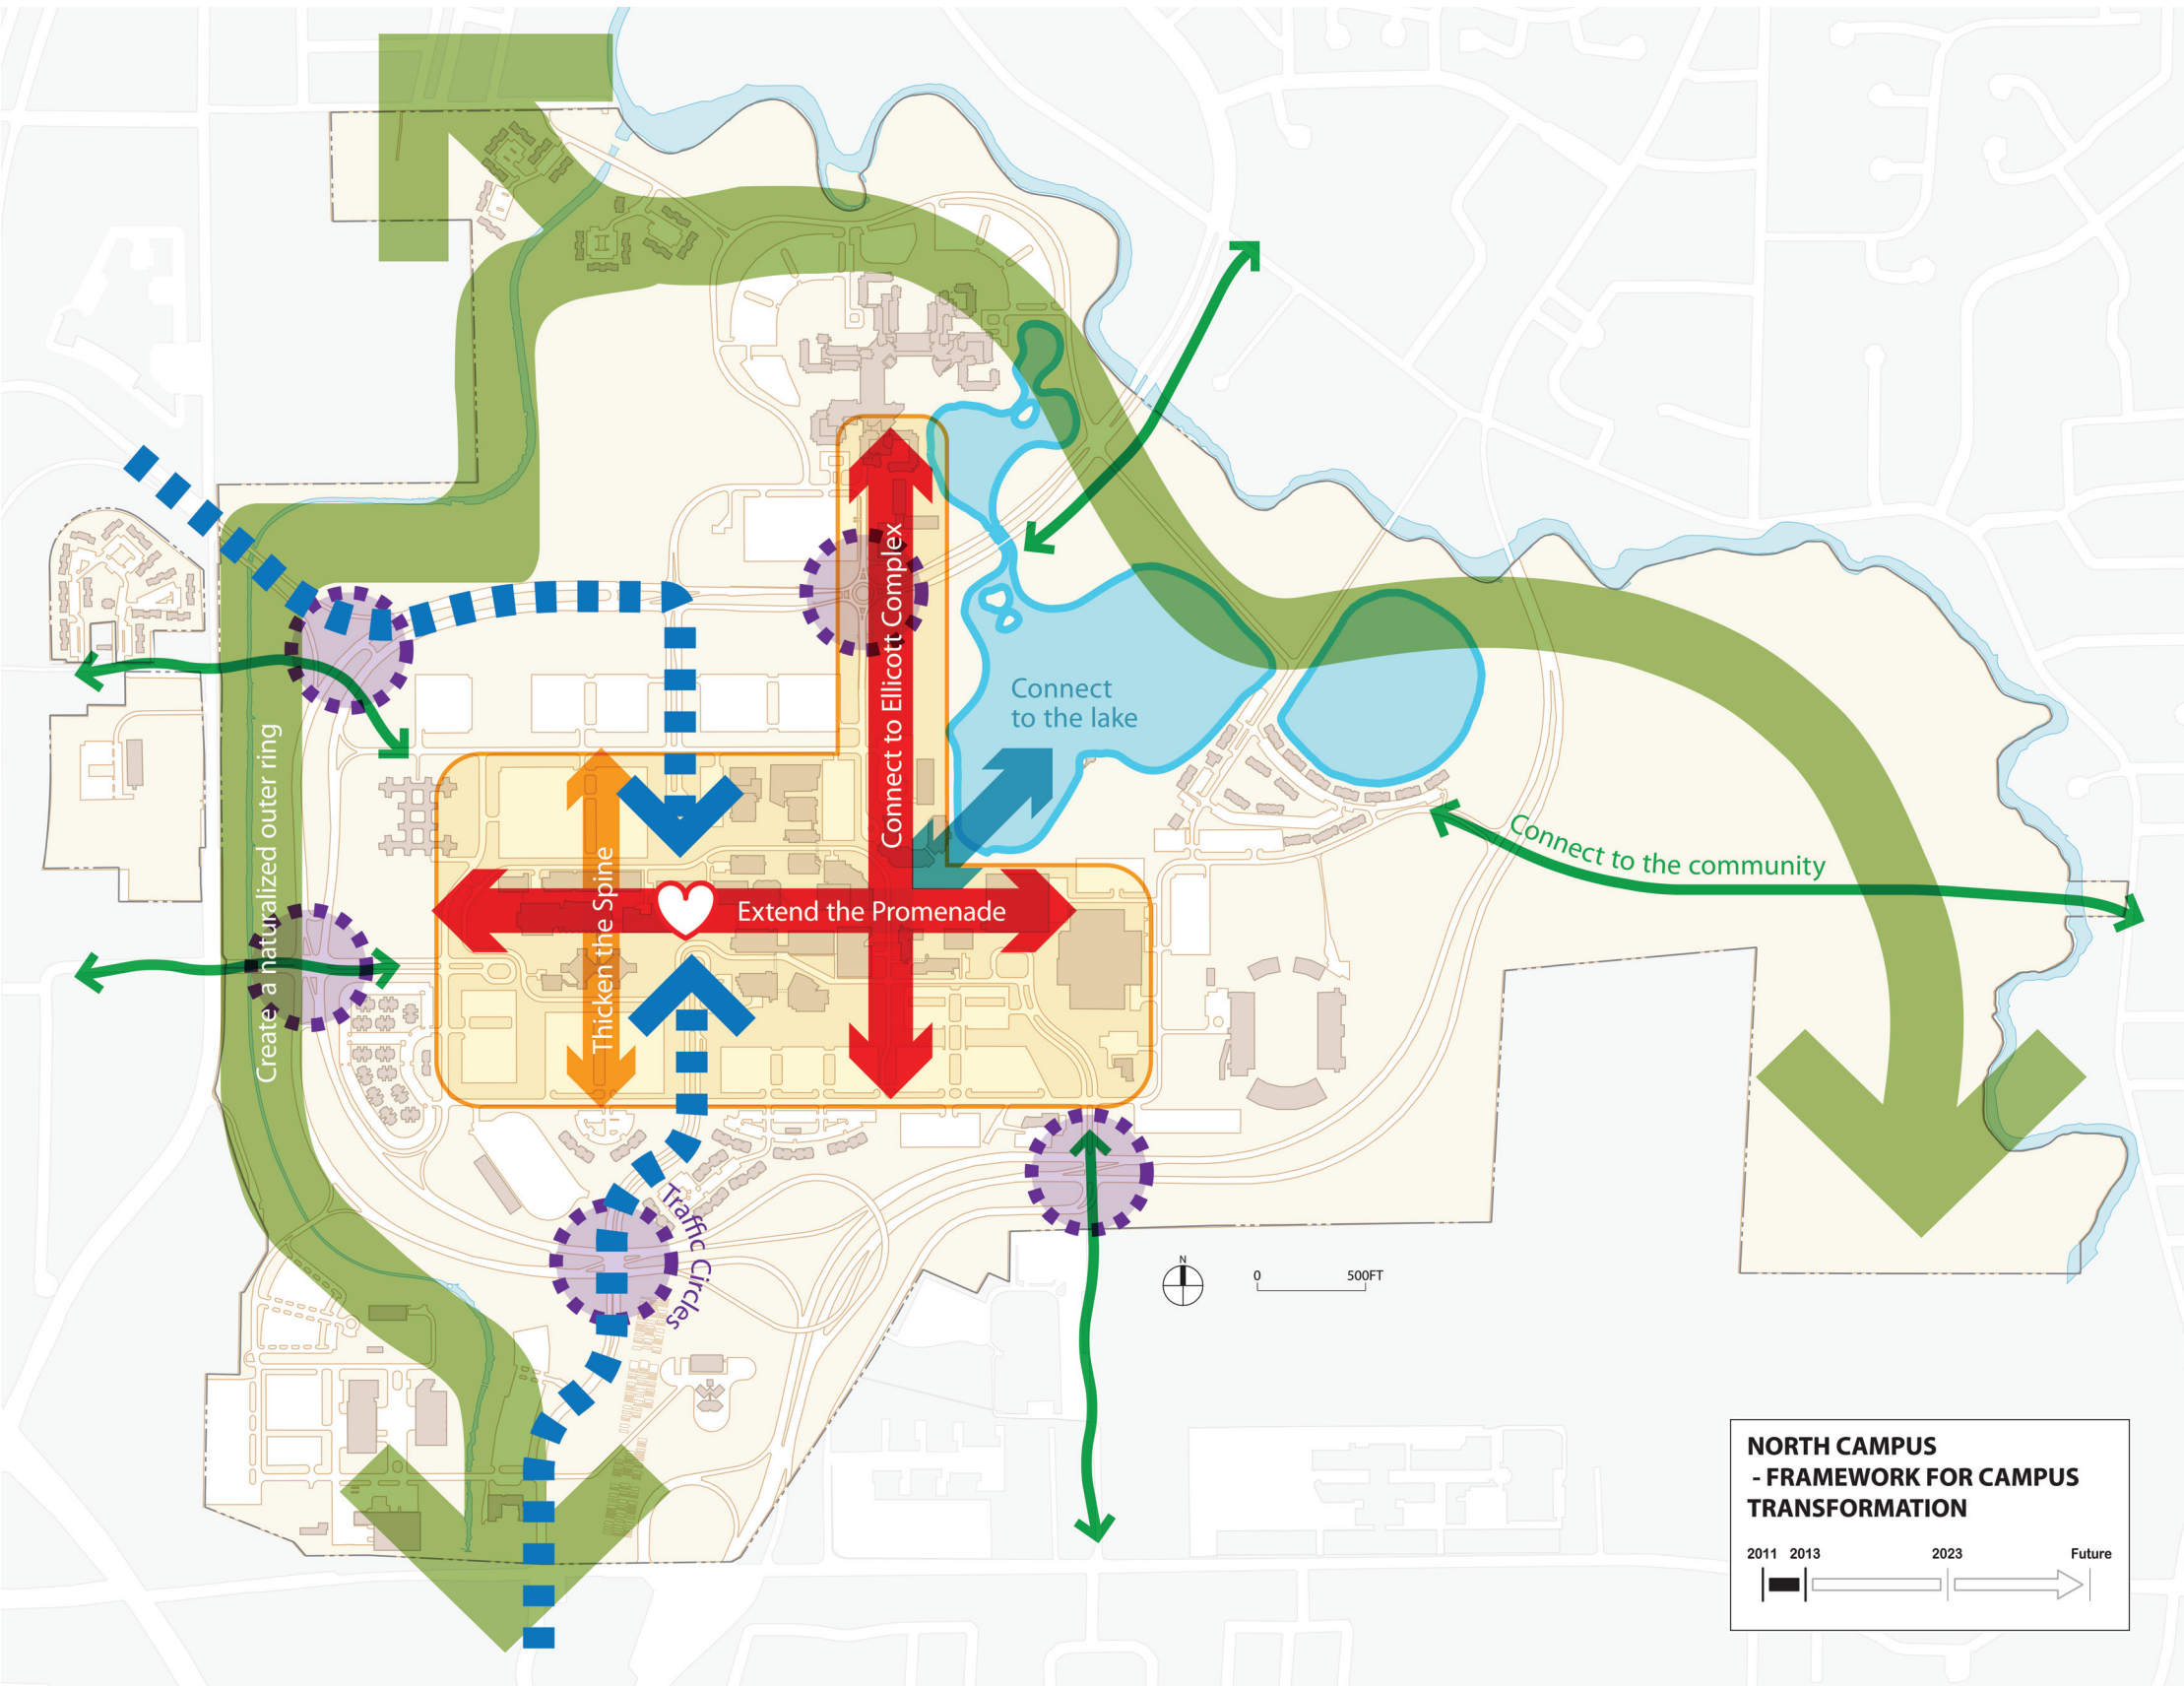 Connect to Ellicott Complex
Connect
to the lake
Create a naturalized outer ring
Thicken the Spine
Extend the Promenade
Connect to the community
Traffic Circles
N
0 500FT
NORTH CAMPUS
- FRAMEWORK FOR CAMPUS
TRANSFORMATION
2011 2013 2023 Future